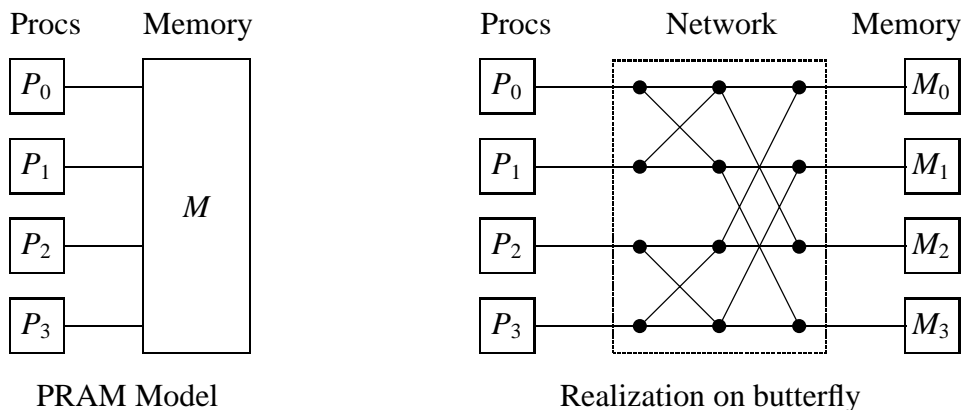 Procs Memory
P0
P1
P2
P3
M
PRAM Model
Procs Network Memory
P0 M0
P1 M1
P2 M2
P3 M3
Realization on butterfly